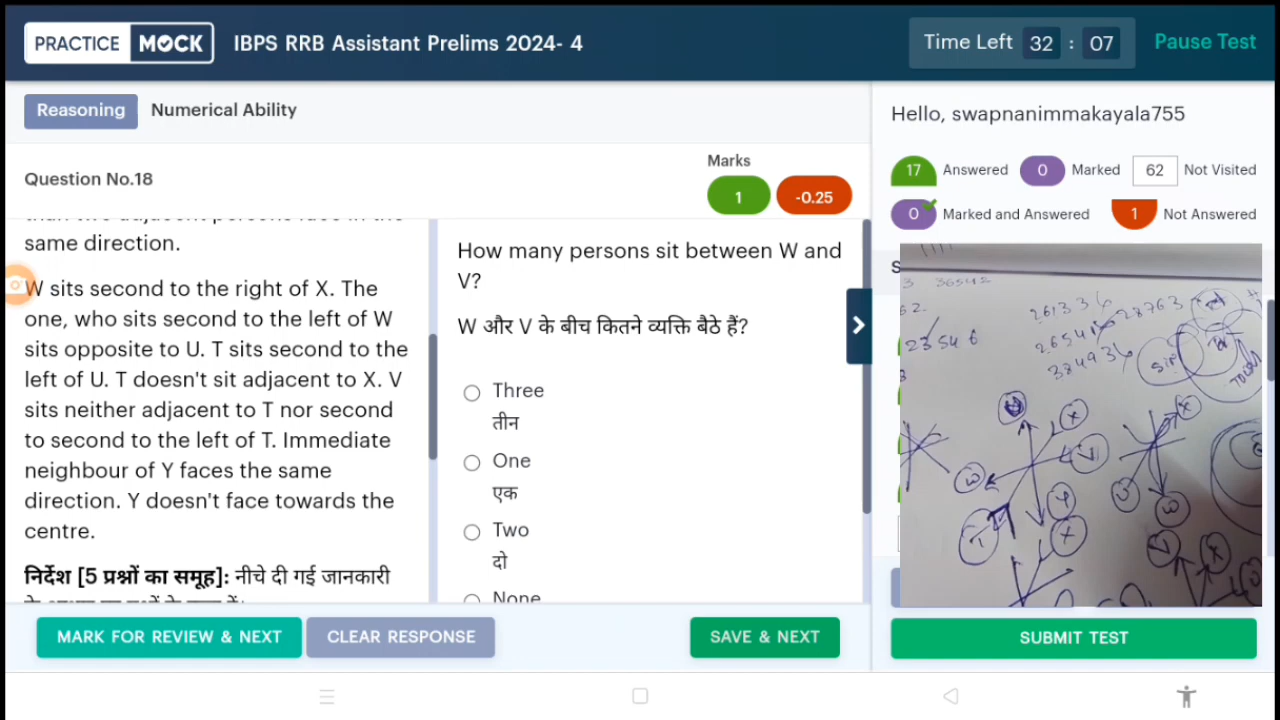 PRACTICE MOCK IBPS RRB Assistant Prelims 2024- 4
Time Left 32 : 07 Pause Test
Reasoning Numerical Ability
Hello, swapnanimmakayala755
Question No.18
Marks
1 -0.25
17 Answered 0 Marked 62 Not Visited
0 Marked and Answered 1 Not Answered
same direction.
W sits second to the right of X. The
one, who sits second to the left of W
sits opposite to U. T sits second to the
left of U. T doesn't sit adjacent to X. V
sits neither adjacent to T nor second
to second to the left of T. Immediate
neighbour of Y faces the same
direction. Y doesn't face towards the
centre.
निर्देश [5 प्रश्नों का समूह]: नीचे दी गई जानकारी
How many persons sit between W and
V?
W और V के बीच कितने व्यक्ति बैठे हैं?
Three
तीन
One
एक
Two
दो
None
MARK FOR REVIEW & NEXT CLEAR RESPONSE SAVE & NEXT
SUBMIT TEST